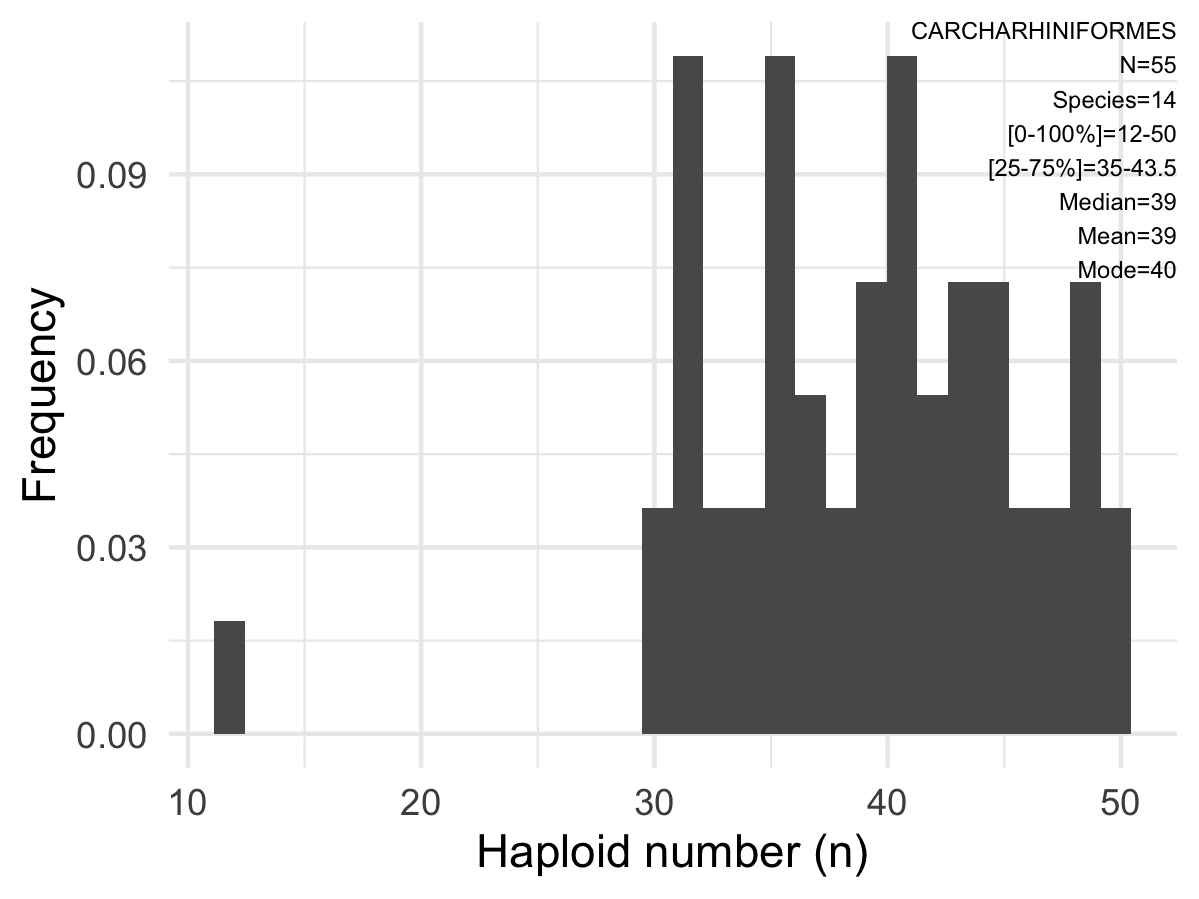 CARCHARHINIFORMES
N=55
Species=14
[0-100%]=12-50
[25-75%]=35-43.5
Median=39
Mean=39
Mode=40
0.09
0.06
0.03
0.00
Frequency
10 20 30 40 50
Haploid number (n)